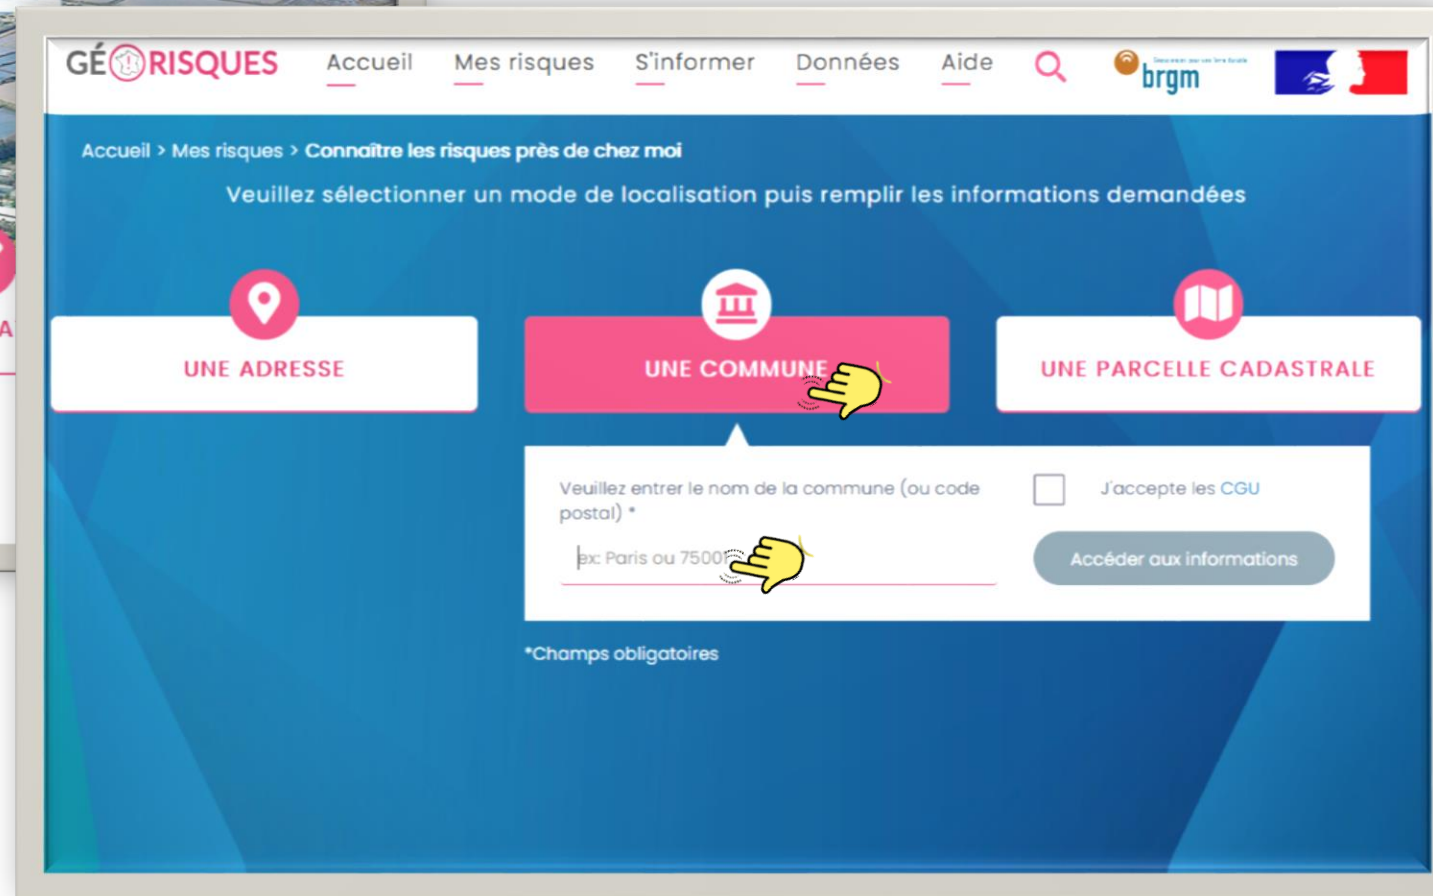 GÉORISQUES Accueil Mes risques S'informer Données Aide brgm
Accueil > Mes risques > Connaître les risques près de chez moi
Veuillez sélectionner un mode de localisation puis remplir les informations demandées
UNE ADRESSE
UNE COMMUNE
UNE PARCELLE CADASTRALE
Veuillez entrer le nom de la commune (ou code
postal) *
ex: Paris ou 75001
J'accepte les CGU
Accéder aux informations
*Champs obligatoires